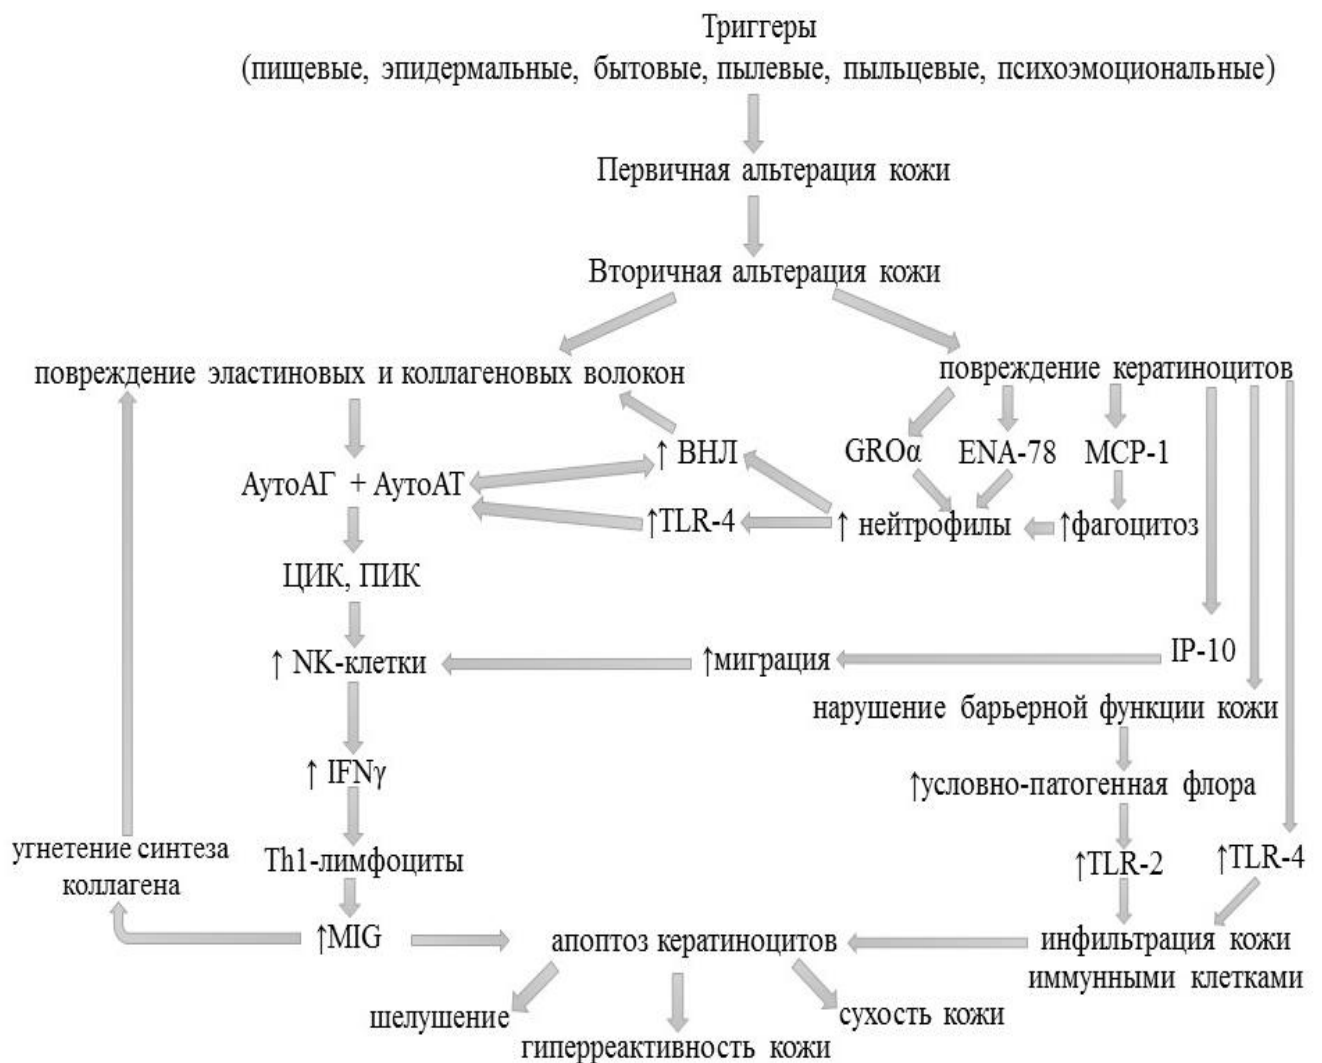 Триггеры
(пищевые, эпидермальные, бытовые, пылевые, пыльцевые, психоэмоциональные)
Первичная альтерация кожи
Вторичная альтерация кожи
повреждение эластиновых и коллагеновых волокон
повреждение кератиноцитов
↑ ВНЛ
GROα
ENA-78
MCP-1
АутоАГ + АутоАТ
↑TLR-4
↑ нейтрофилы
↑фагоцитоз
ЦИК, ПИК
↑ NK-клетки
↑миграция
IP-10
нарушение барьерной функции кожи
↑ IFNγ
↑условно-патогенная флора
угнетение синтеза
коллагена
Th1-лимфоциты
↑TLR-2
↑TLR-4
↑MIG
апоптоз кератиноцитов
инфильтрация кожи
иммунными клетками
шелушение
гиперреактивность кожи
сухость кожи